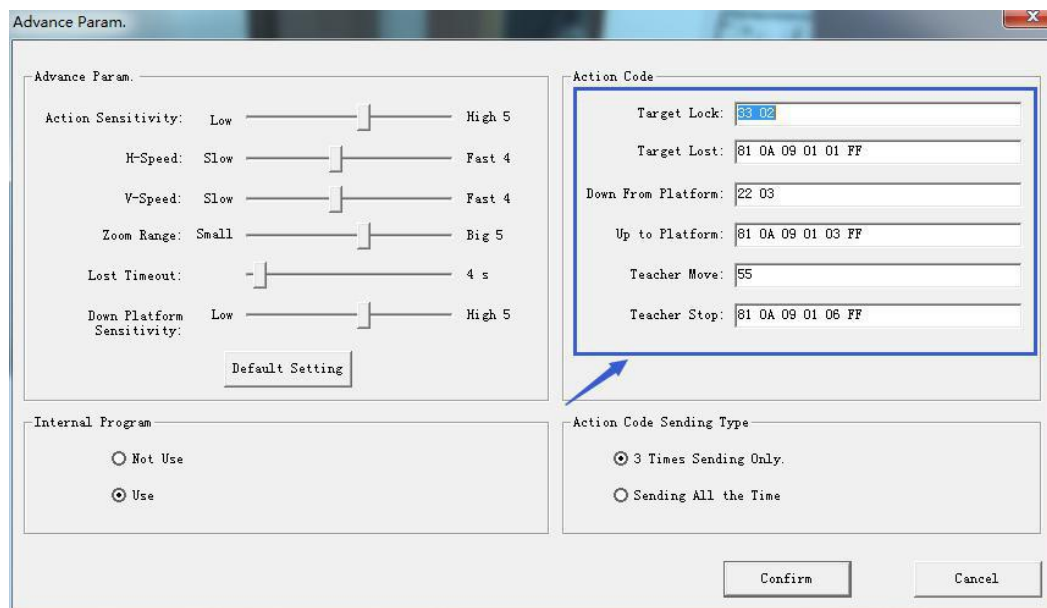 Advance Param.
Advance Param.
Action Sensitivity: Low High 5
H-Speed: Slow Fast 4
V-Speed: Slow Fast 4
Zoom Range: Small Big 5
Lost Timeout: 4 s
Down Platform Sensitivity: Low High 5
Default Setting
Action Code
Target Lock: 33 02
Target Lost: 81 0A 09 01 01 FF
Down From Platform: 22 03
Up to Platform: 81 0A 09 01 03 FF
Teacher Move: 55
Teacher Stop: 81 0A 09 01 06 FF
Internal Program
Not Use
Use
Action Code Sending Type
3 Times Sending Only.
Sending All the Time
Confirm
Cancel